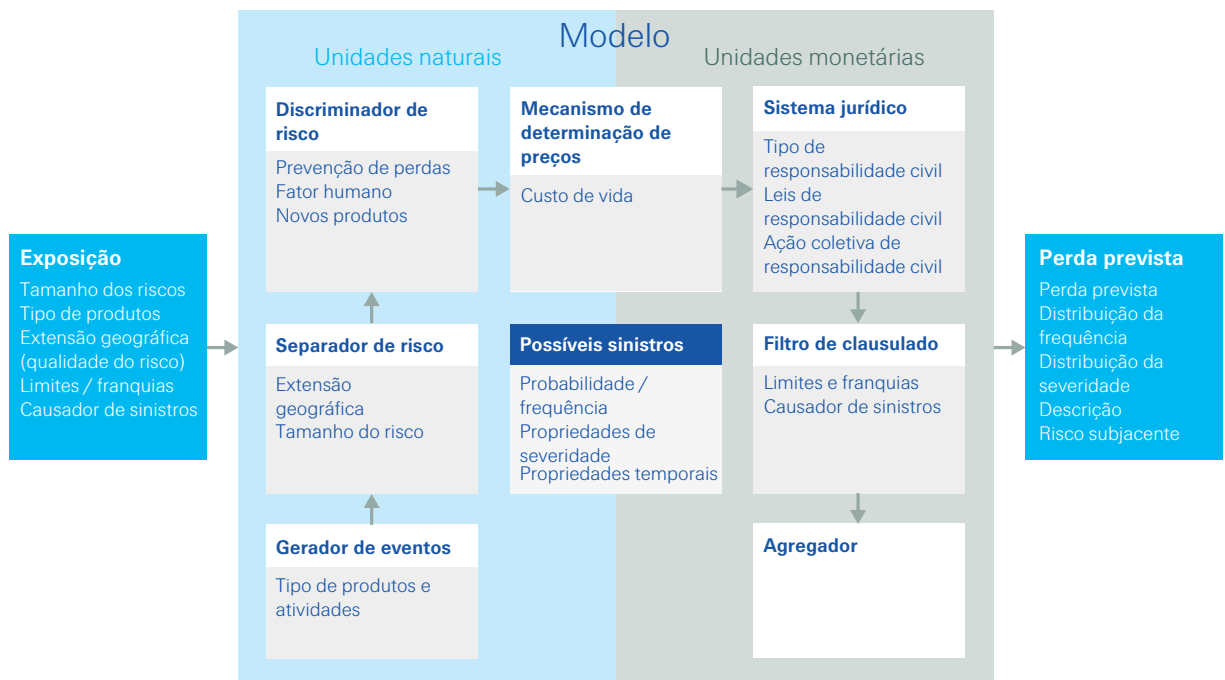 Modelo
Unidades naturais
Unidades monetárias
Exposição
Tamanho dos riscos
Tipo de produtos
Extensão geográfica
(qualidade do risco)
Limites / franquias
Causador de sinistros
Discriminador de
risco
Prevenção de perdas
Fator humano
Novos produtos
Separador de risco
Extensão
geográfica
Tamanho do risco
Gerador de eventos
Tipo de produtos e
atividades
Mecanismo de
determinação de
preços
Custo de vida
Possíveis sinistros
Probabilidade /
frequência
Propriedades de
severidade
Propriedades temporais
Sistema jurídico
Tipo de
responsabilidade civil
Leis de
responsabilidade civil
Ação coletiva de
responsabilidade civil
Filtro de clausulado
Limites e franquias
Causador de sinistros
Agregador
Perda prevista
Perda prevista
Distribuição da
frequência
Distribuição da
severidade
Descrição
Risco subjacente